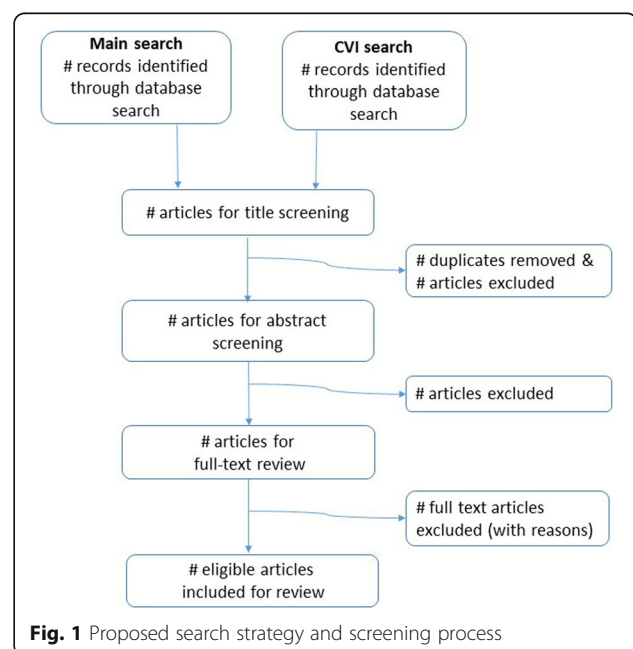 Main search
# records identified
through database
search
CVI search
# records identified
through database
search
# articles for title screening
# duplicates removed &
# articles excluded
# articles for abstract
screening
# articles excluded
# articles for
full-text review
# full text articles
excluded (with reasons)
# eligible articles
included for review
Fig. 1 Proposed search strategy and screening process